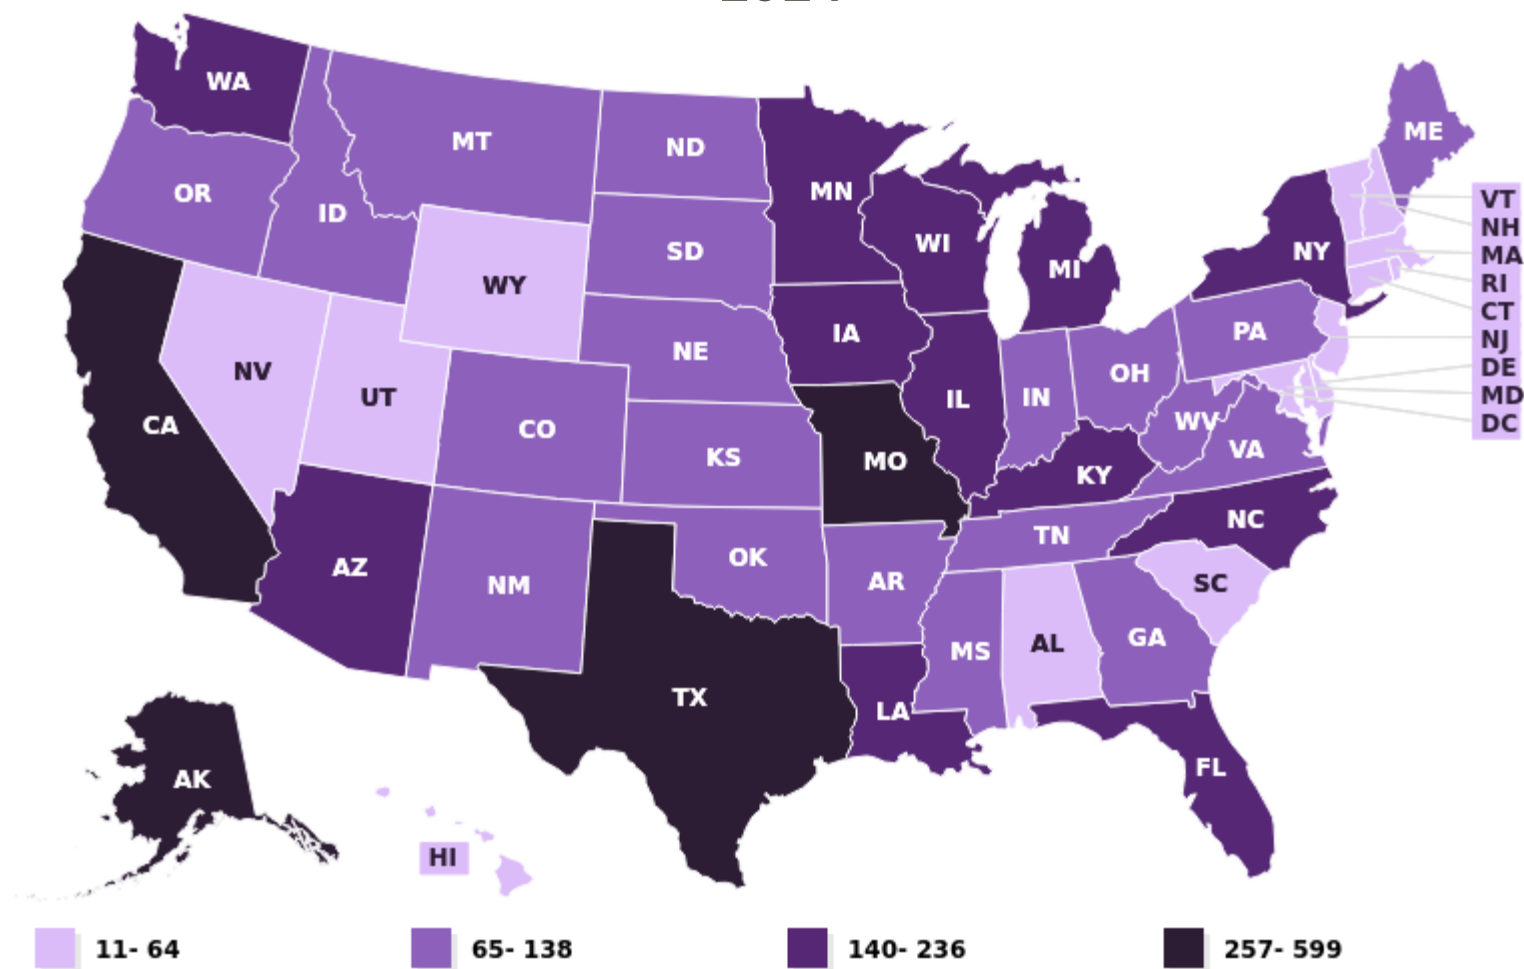 WA
MT
ND
ME
MN
OR
ID
VT
NH
WI
NY
MA
SD
MI
RI
WY
CT
PA
IA
NJ
NE
DE
NV
OH
UT
IN
MD
IL
CA
DC
WV
CO
VA
KS
MO
KY
NC
TN
AZ
OK
AR
NM
SC
GA
AL
MS
TX
LA
FL
AK
HI
11- 64
65- 138
140- 236
257- 599